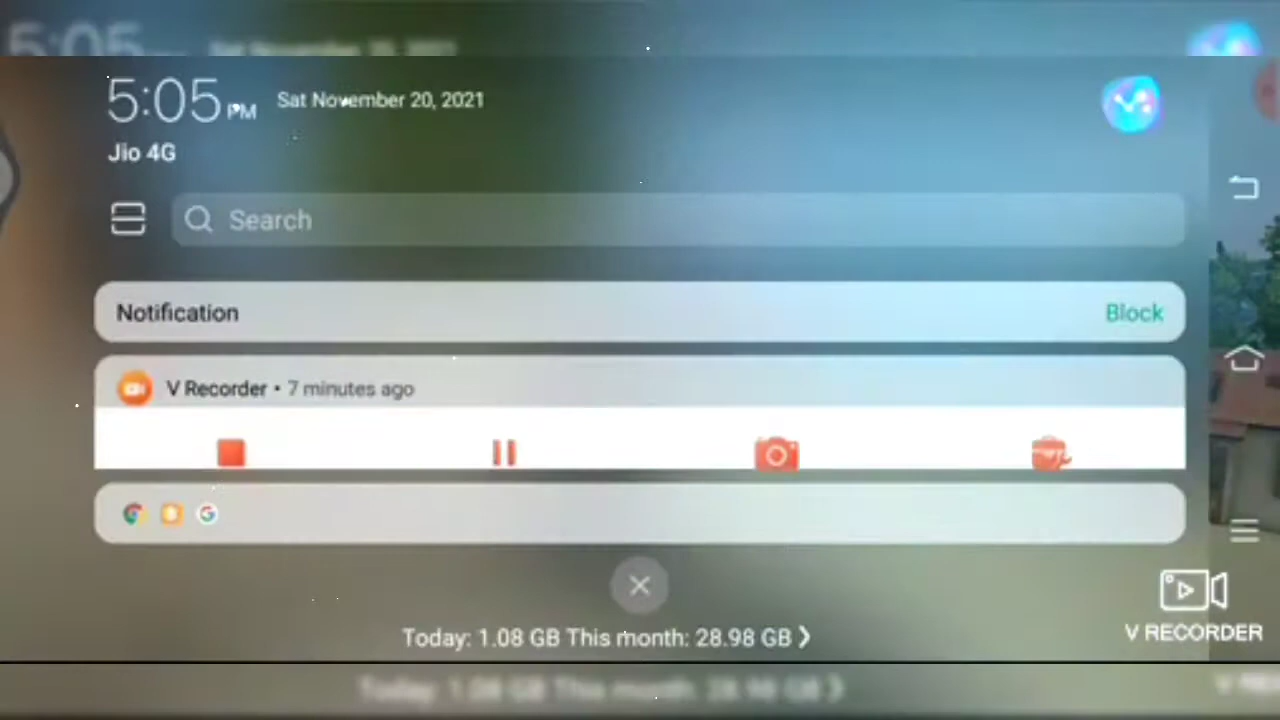 5:05 PM Sat November 20, 2021
Jio 4G
Search
Notification Block
V Recorder • 7 minutes ago
Today: 1.08 GB This month: 28.98 GB ❯
V RECORDER